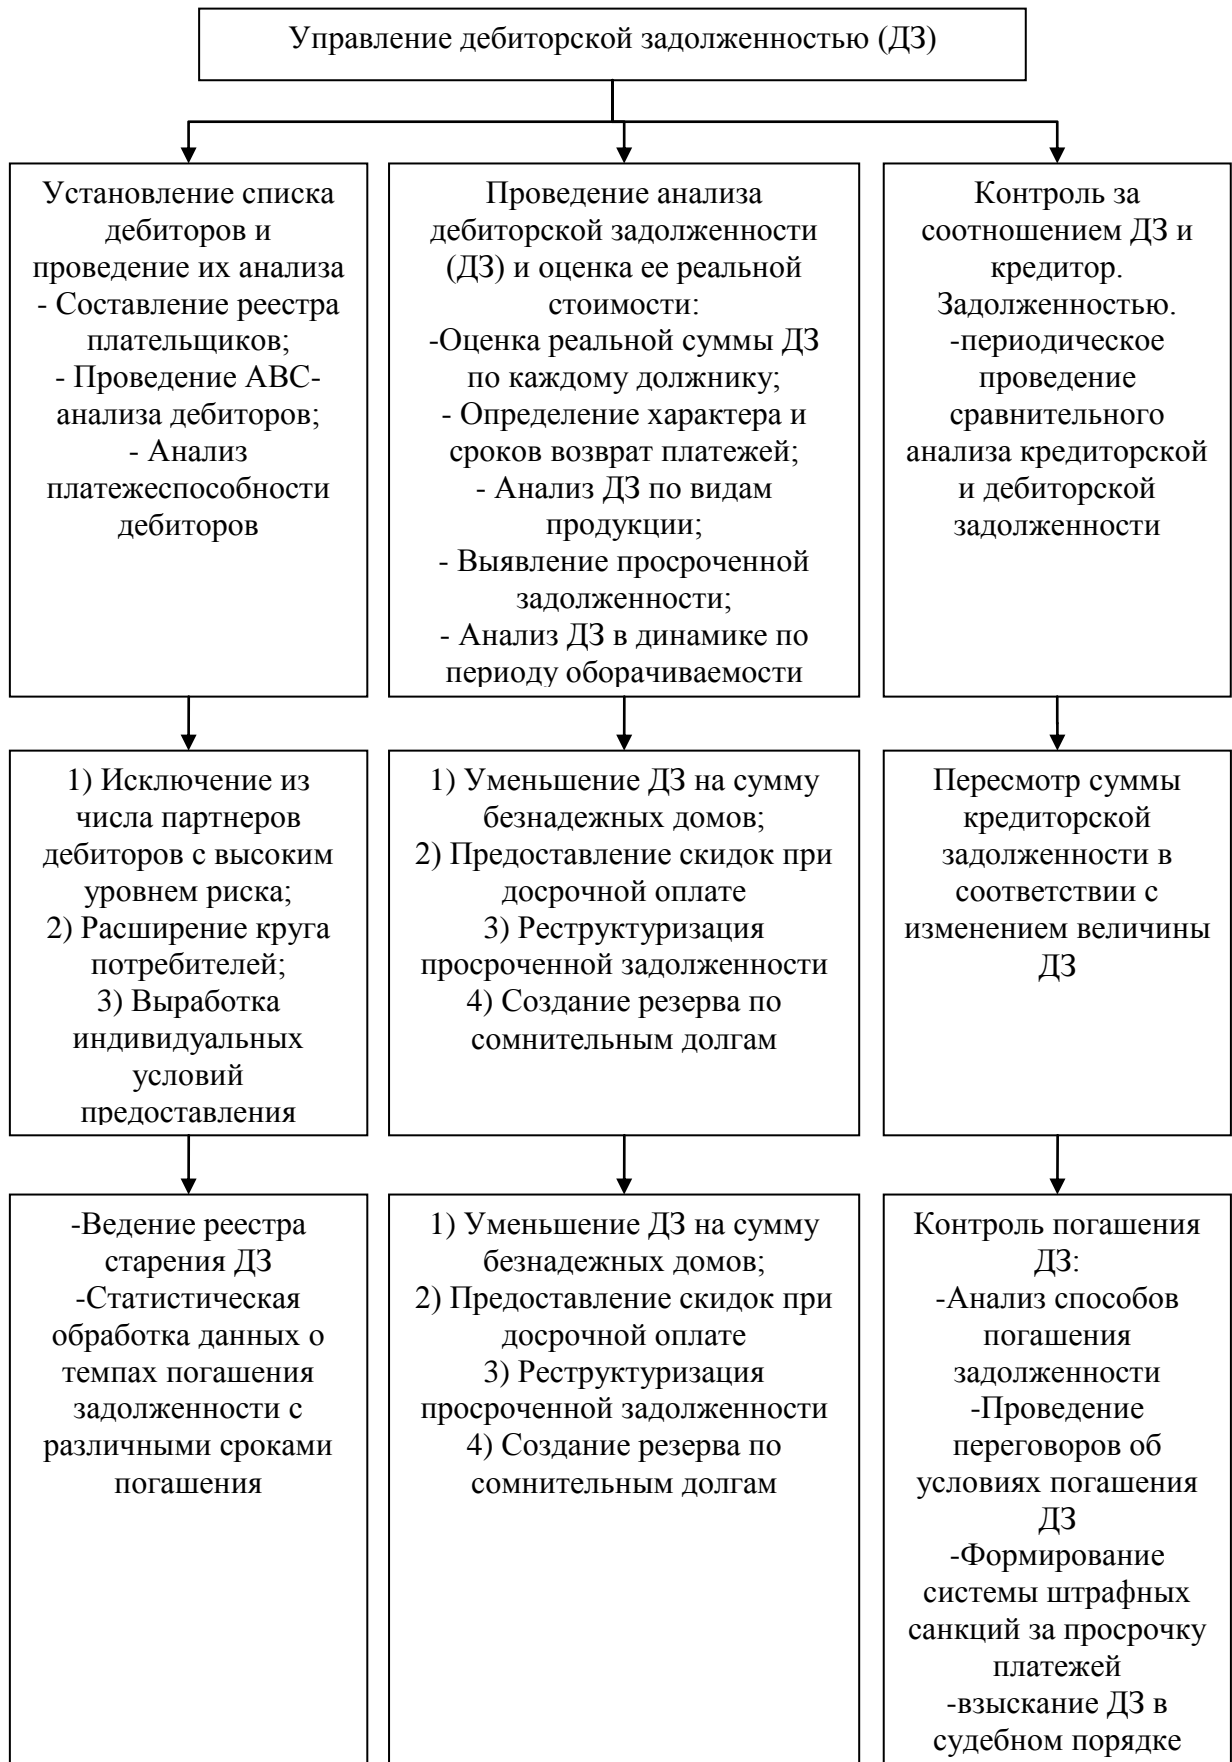 Управление дебиторской задолженностью (ДЗ)
Установление списка
дебиторов и
проведение их анализа
- Составление реестра
плательщиков;
- Проведение АВС-
анализа дебиторов;
- Анализ
платежеспособности
дебиторов
Проведение анализа
дебиторской задолженности
(ДЗ) и оценка ее реальной
стоимости:
-Оценка реальной суммы ДЗ
по каждому должнику;
- Определение характера и
сроков возврат платежей;
- Анализ ДЗ по видам
продукции;
- Выявление просроченной
задолженности;
- Анализ ДЗ в динамике по
периоду оборачиваемости
Контроль за
соотношением ДЗ и
кредитор.
Задолженностью.
-периодическое
проведение
сравнительного
анализа кредиторской
и дебиторской
задолженности
1) Исключение из
числа партнеров
дебиторов с высоким
уровнем риска;
2) Расширение круга
потребителей;
3) Выработка
индивидуальных
условий
предоставления
1) Уменьшение ДЗ на сумму
безнадежных домов;
2) Предоставление скидок при
досрочной оплате
3) Реструктуризация
просроченной задолженности
4) Создание резерва по
сомнительным долгам
Пересмотр суммы
кредиторской
задолженности в
соответствии с
изменением величины
ДЗ
-Ведение реестра
старения ДЗ
-Статистическая
обработка данных о
темпах погашения
задолженности с
различными сроками
погашения
1) Уменьшение ДЗ на сумму
безнадежных домов;
2) Предоставление скидок при
досрочной оплате
3) Реструктуризация
просроченной задолженности
4) Создание резерва по
сомнительным долгам
Контроль погашения
ДЗ:
-Анализ способов
погашения
задолженности
-Проведение
переговоров об
условиях погашения
ДЗ
-Формирование
системы штрафных
санкций за просрочку
платежей
-взыскание ДЗ в
судебном порядке